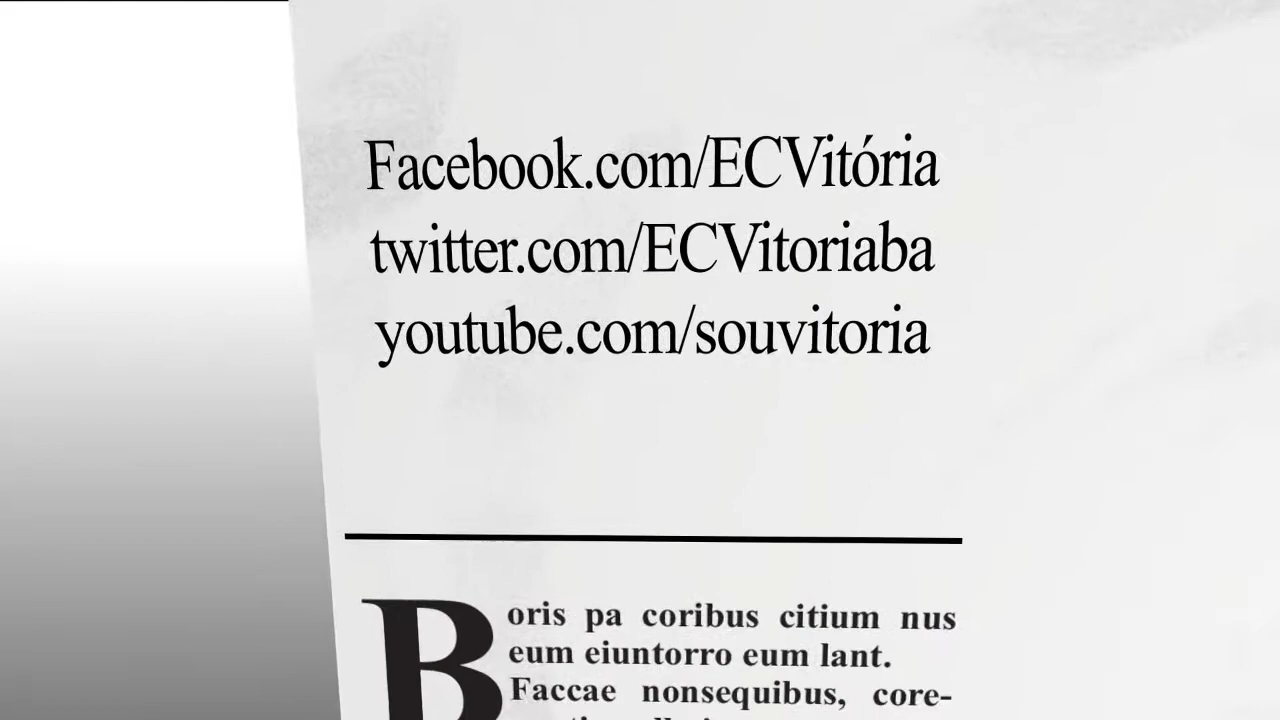 Facebook.com/ECVitória
twitter.com/ECVitoriaba
youtube.com/souvitoria
Boris pa coribus citium nus
eum eiuntorro eum lant.
Faccae nonsequibus, core-